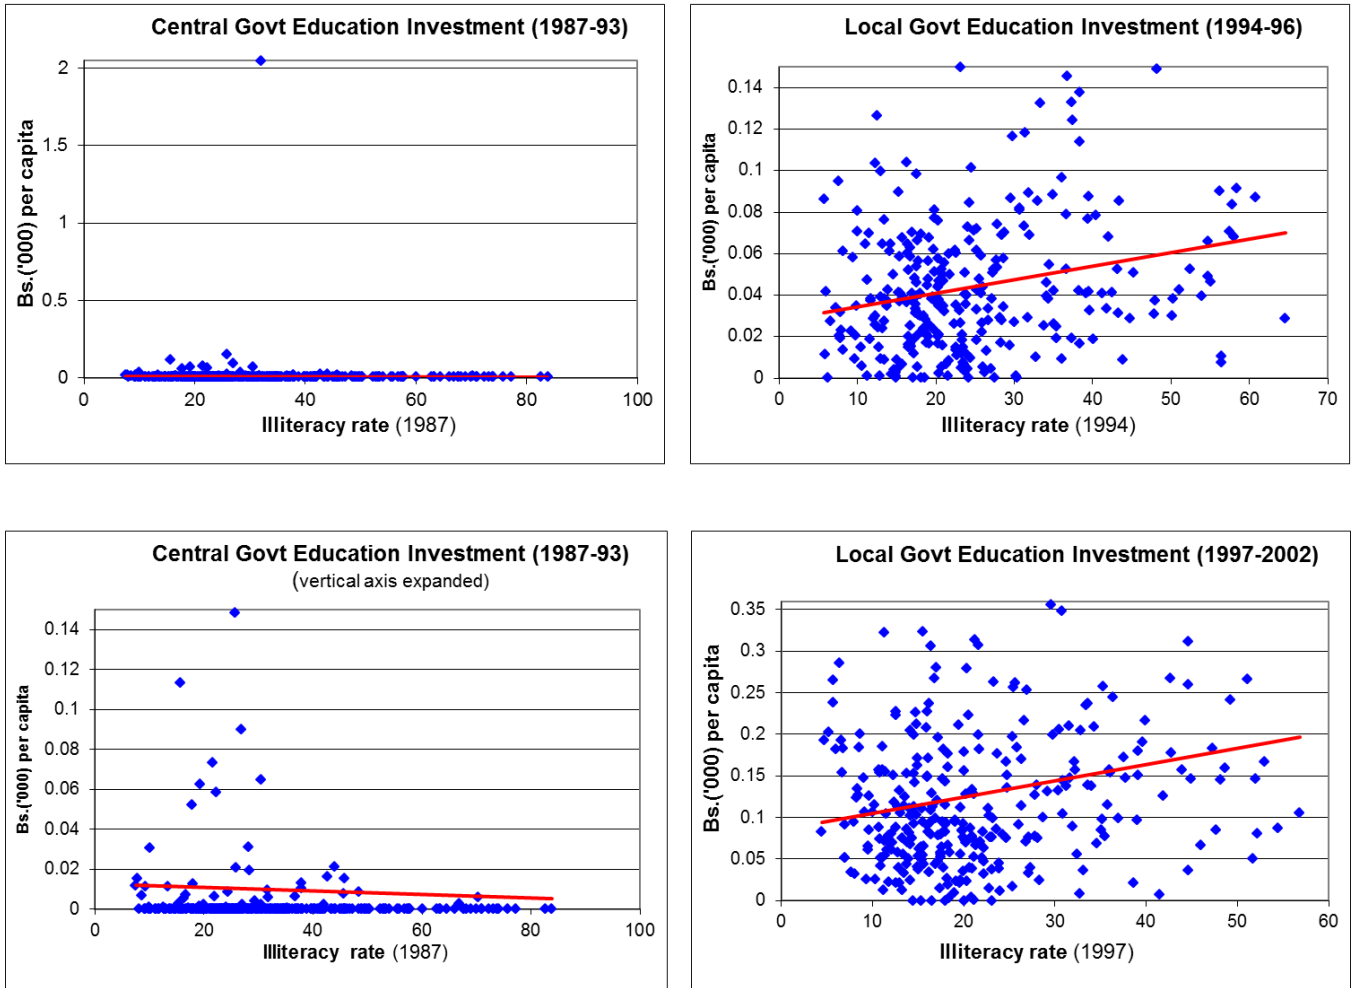 Central Govt Education Investment (1987-93)
Bs.('000) per capita
2
1.5
1
0.5
0
0 20 40 60 80 100
Illiteracy rate (1987)
Local Govt Education Investment (1994-96)
Bs.('000) per capita
0.14
0.12
0.1
0.08
0.06
0.04
0.02
0
0 10 20 30 40 50 60 70
Illiteracy rate (1994)
Central Govt Education Investment (1987-93)
(vertical axis expanded)
Bs.('000) per capita
0.14
0.12
0.1
0.08
0.06
0.04
0.02
0
0 20 40 60 80 100
Illiteracy rate (1987)
Local Govt Education Investment (1997-2002)
Bs.('000) per capita
0.35
0.3
0.25
0.2
0.15
0.1
0.05
0
0 10 20 30 40 50 60
Illiteracy rate (1997)